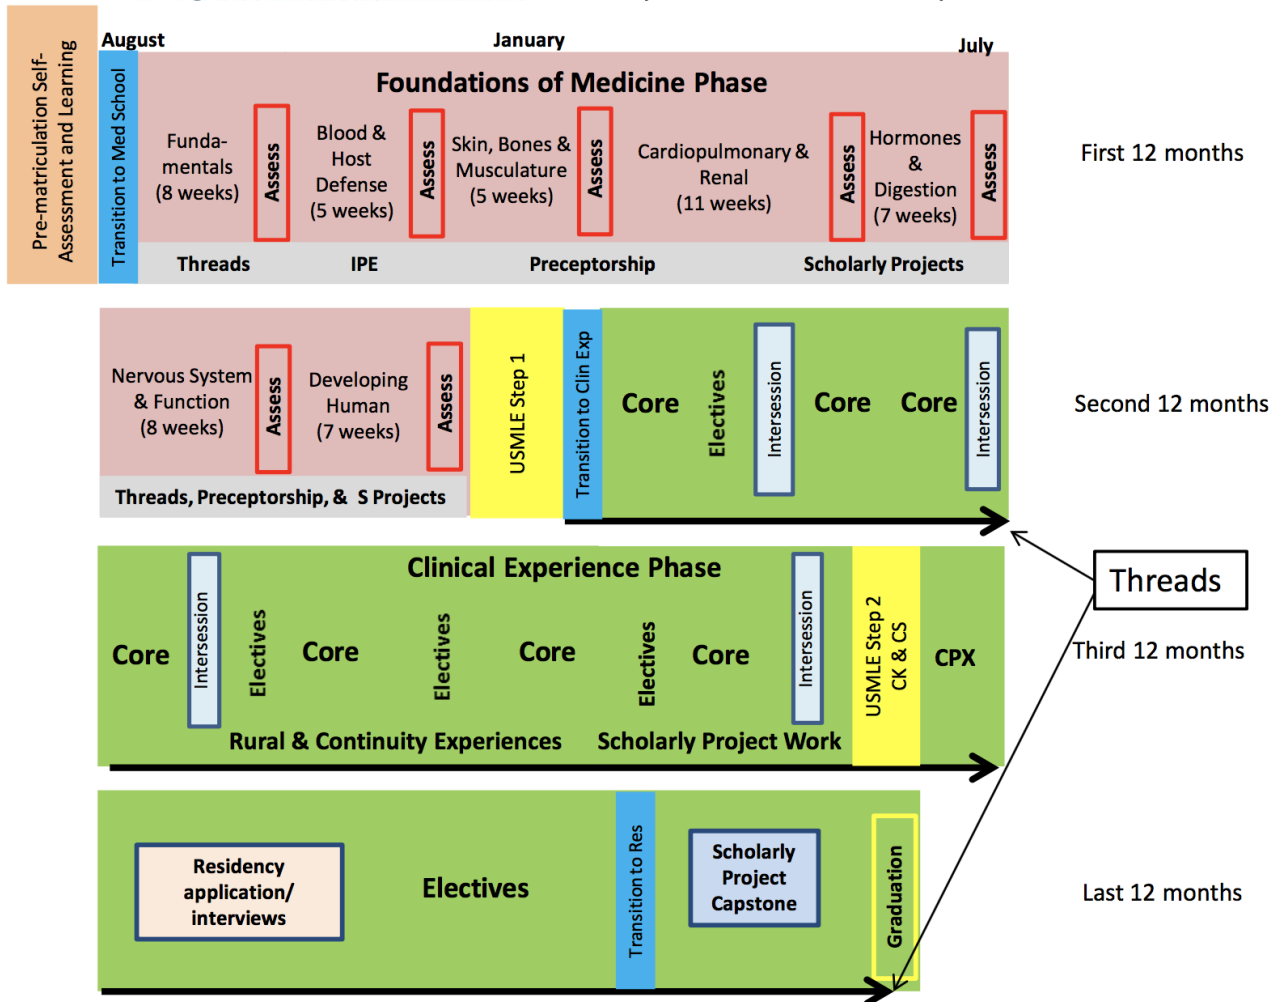 Pre-matriculation Self-
Assessment and Learning
August
January
July
Transition to Med School
Foundations of Medicine Phase
Funda-
mentals
(8 weeks)
Assess
Blood &
Host
Defense
(5 weeks)
Assess
Skin, Bones &
Musculature
(5 weeks)
Assess
Cardiopulmonary &
Renal
(11 weeks)
Assess
Hormones
&
Digestion
(7 weeks)
Assess
First 12 months
Threads
IPE
Preceptorship
Scholarly Projects
Nervous System
& Function
(8 weeks)
Assess
Developing
Human
(7 weeks)
Assess
Threads, Preceptorship, & S Projects
USMLE Step 1
Transition to Clin Exp
Core
Electives
Intersession
Core
Core
Intersession
Second 12 months
Clinical Experience Phase
Core
Intersession
Electives
Core
Electives
Core
Electives
Core
Intersession
USMLE Step 2
CK & CS
CPX
Rural & Continuity Experiences
Scholarly Project Work
Threads
Third 12 months
Residency
application/
interviews
Electives
Transition to Res
Scholarly
Project
Capstone
Graduation
Last 12 months